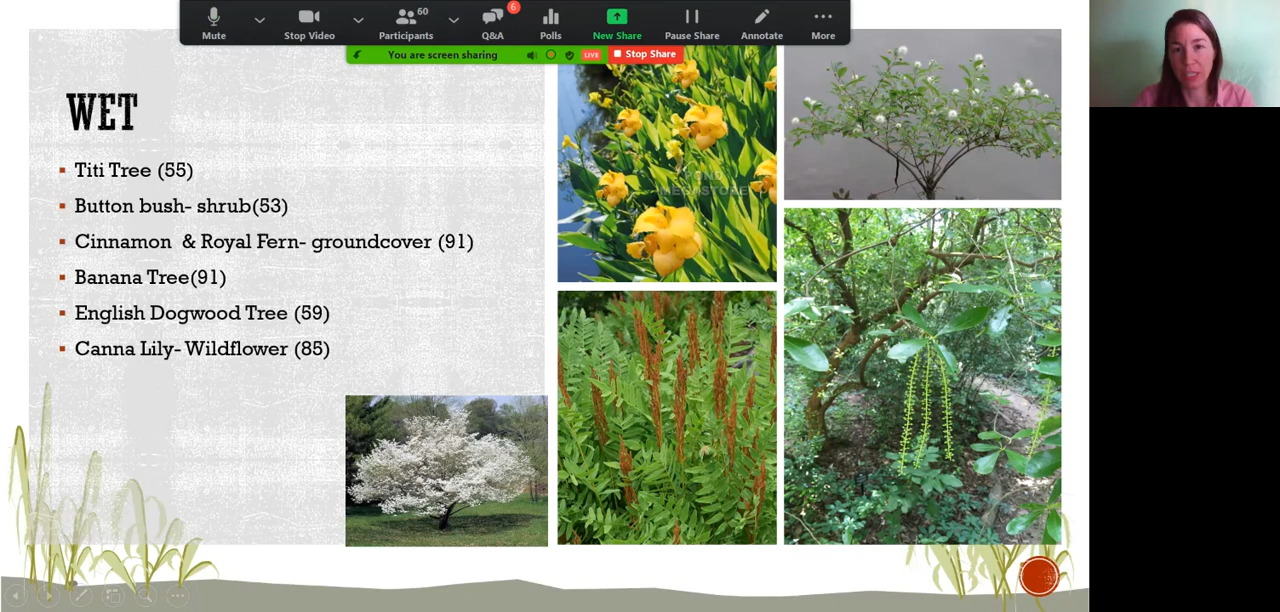 60
6
Mute
Stop Video
Participants
Q&A
Polls
New Share
Pause Share
Annotate
More
You are screen sharing
LIVE
Stop Share
WET
Titi Tree (55)
Button bush- shrub(53)
Cinnamon & Royal Fern- groundcover (91)
Banana Tree(91)
English Dogwood Tree (59)
Canna Lily- Wildflower (85)
POND
MEGASTORE